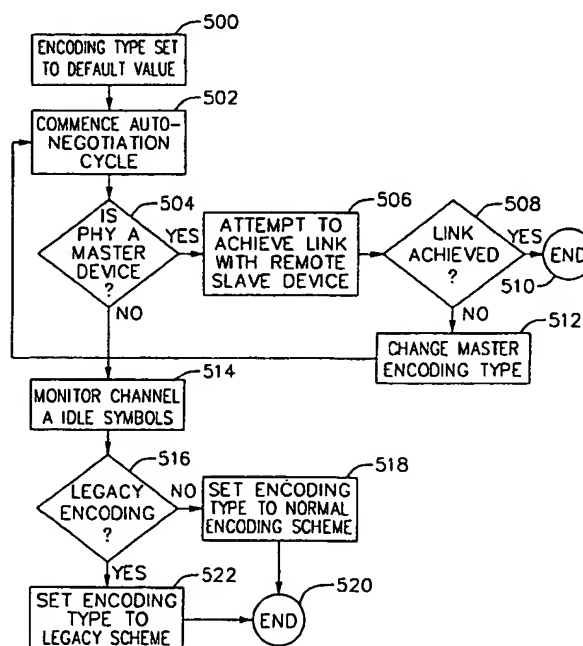 500
ENCODING TYPE SET
TO DEFAULT VALUE
502
COMMENCE AUTO-
NEGOTIATION
CYCLE
504
IS
PHY A
MASTER
DEVICE
?
YES
NO
506
ATTEMPT TO
ACHIEVE LINK
WITH REMOTE
SLAVE DEVICE
508
LINK
ACHIEVED
?
YES
END
510
NO
512
CHANGE MASTER
ENCODING TYPE
514
MONITOR CHANNEL
A IDLE SYMBOLS
516
LEGACY
ENCODING
?
NO
518
SET ENCODING
TYPE TO NORMAL
ENCODING SCHEME
YES
522
SET ENCODING
TYPE TO
LEGACY SCHEME
520
END